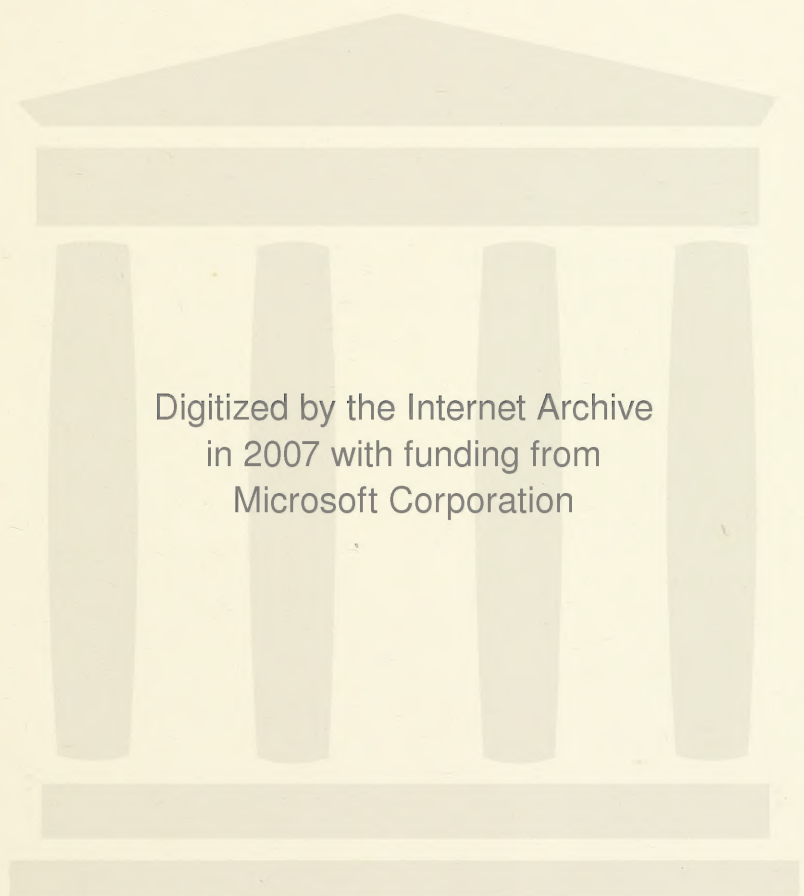 Digitized by the Internet Archive
in 2007 with funding from
Microsoft Corporation